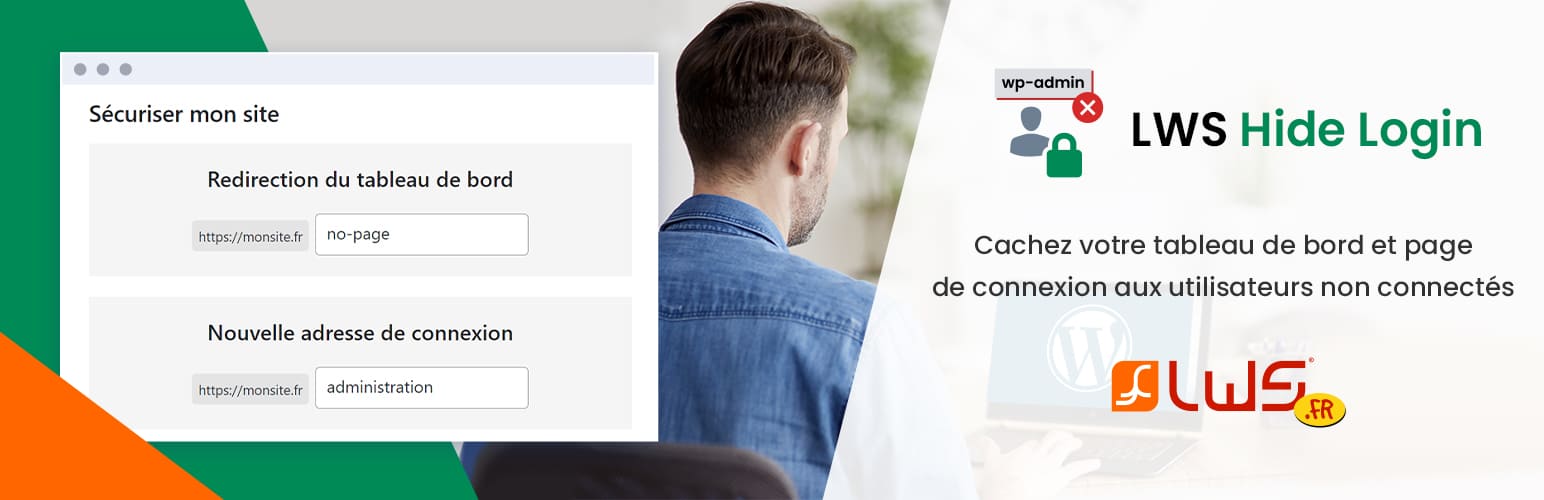 Sécuriser mon site
Redirection du tableau de bord
https://monsite.fr no-page
Nouvelle adresse de connexion
https://monsite.fr administration
wp-admin
LWS Hide Login
Cachez votre tableau de bord et page
de connexion aux utilisateurs non connectés
LWS®
.FR